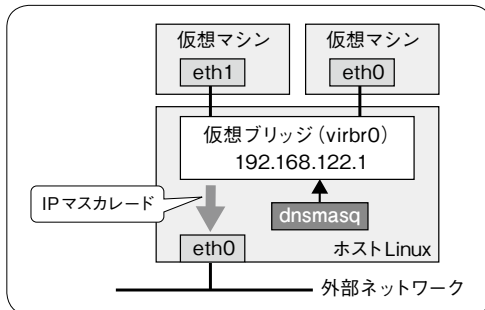 仮想マシン
仮想マシン
eth1
eth0
仮想ブリッジ（virbr0）
192.168.122.1
IPマスカレード
dnsmasq
eth0
ホストLinux
外部ネットワーク